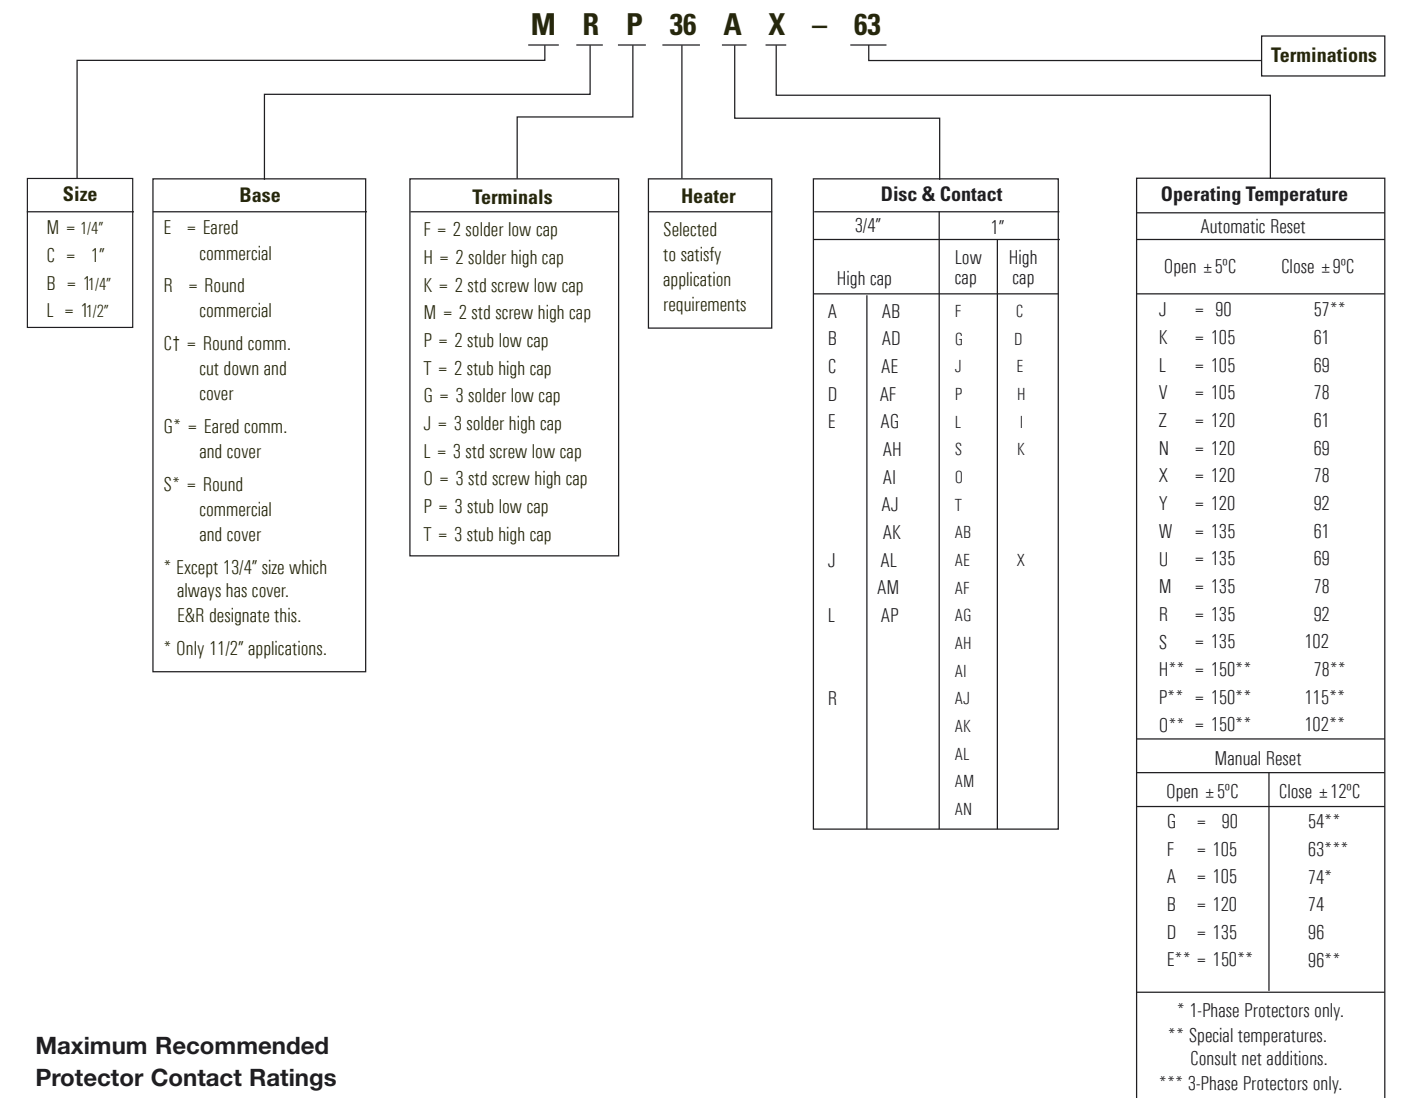 M R P 36 A X – 63
Terminations
Size
M = 1/4"
C = 1"
B = 11/4"
L = 11/2"
Base
E = Eared
commercial
R = Round
commercial
C† = Round comm.
cut down and
cover
G* = Eared comm.
and cover
S* = Round
commercial
and cover
* Except 13/4" size which
always has cover.
E&R designate this.
* Only 11/2" applications.
Terminals
F = 2 solder low cap
H = 2 solder high cap
K = 2 std screw low cap
M = 2 std screw high cap
P = 2 stub low cap
T = 2 stub high cap
G = 3 solder low cap
J = 3 solder high cap
L = 3 std screw low cap
O = 3 std screw high cap
P = 3 stub low cap
T = 3 stub high cap
Heater
Selected
to satisfy
application
requirements
Disc & Contact
3/4" 1"
High cap Low cap High cap
A AB F C
B AD G D
C AE J E
D AF P H
E AG L I
AH S K
AI O
AJ T
AK AB
J AL AE X
AM AF
L AP AG
AH
AI
R AJ
AK
AL
AM
AN
Operating Temperature
Automatic Reset
Open ±5ºC Close ±9ºC
J = 90 57**
K = 105 61
L = 105 69
V = 105 78
Z = 120 61
N = 120 69
X = 120 78
Y = 120 92
W = 135 61
U = 135 69
M = 135 78
R = 135 92
S = 135 102
H** = 150** 78**
P** = 150** 115**
O** = 150** 102**
Manual Reset
Open ±5ºC Close ±12ºC
G = 90 54**
F = 105 63***
A = 105 74*
B = 120 74
D = 135 96
E** = 150** 96**
* 1-Phase Protectors only.
** Special temperatures.
Consult net additions.
*** 3-Phase Protectors only.
Maximum Recommended
Protector Contact Ratings